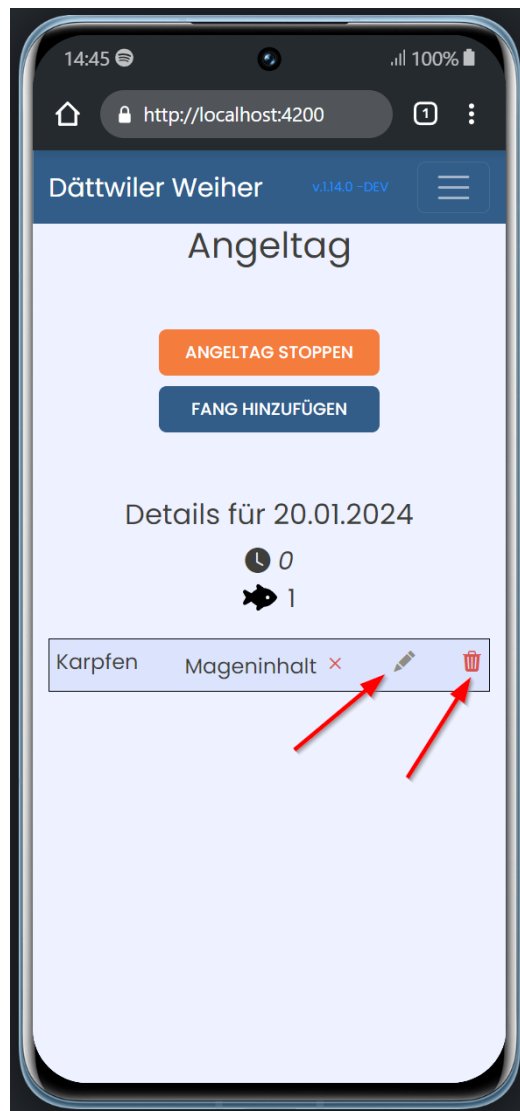 14:45 100%
http://localhost:4200 1
Dättwiler Weiher v.1.14.0 -DEV
Angeltag
ANGELTAG STOPPEN
FANG HINZUFÜGEN
Details für 20.01.2024
0
1
Karpfen Mageninhalt